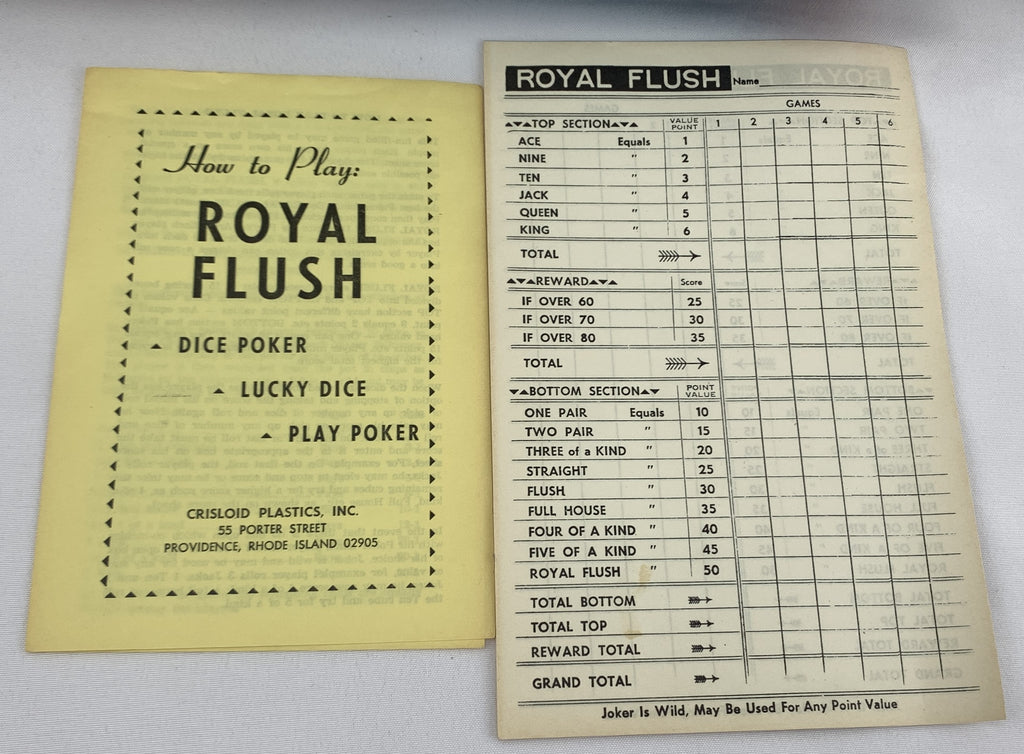 How to Play:
ROYAL
FLUSH
DICE POKER
LUCKY DICE
PLAY POKER
CRISLOID PLASTICS, INC.
55 PORTER STREET
PROVIDENCE, RHODE ISLAND 02905
ROYAL FLUSH Name
GAMES
TOP SECTION VALUE POINT 1 2 3 4 5 6
ACE Equals 1
NINE " 2
TEN " 3
JACK " 4
QUEEN " 5
KING " 6
TOTAL
REWARD Score
IF OVER 60 25
IF OVER 70 30
IF OVER 80 35
TOTAL
BOTTOM SECTION POINT VALUE
ONE PAIR Equals 10
TWO PAIR " 15
THREE of a KIND " 20
STRAIGHT " 25
FLUSH " 30
FULL HOUSE " 35
FOUR OF A KIND " 40
FIVE OF A KIND " 45
ROYAL FLUSH " 50
TOTAL BOTTOM
TOTAL TOP
REWARD TOTAL
GRAND TOTAL
Joker Is Wild, May Be Used For Any Point Value